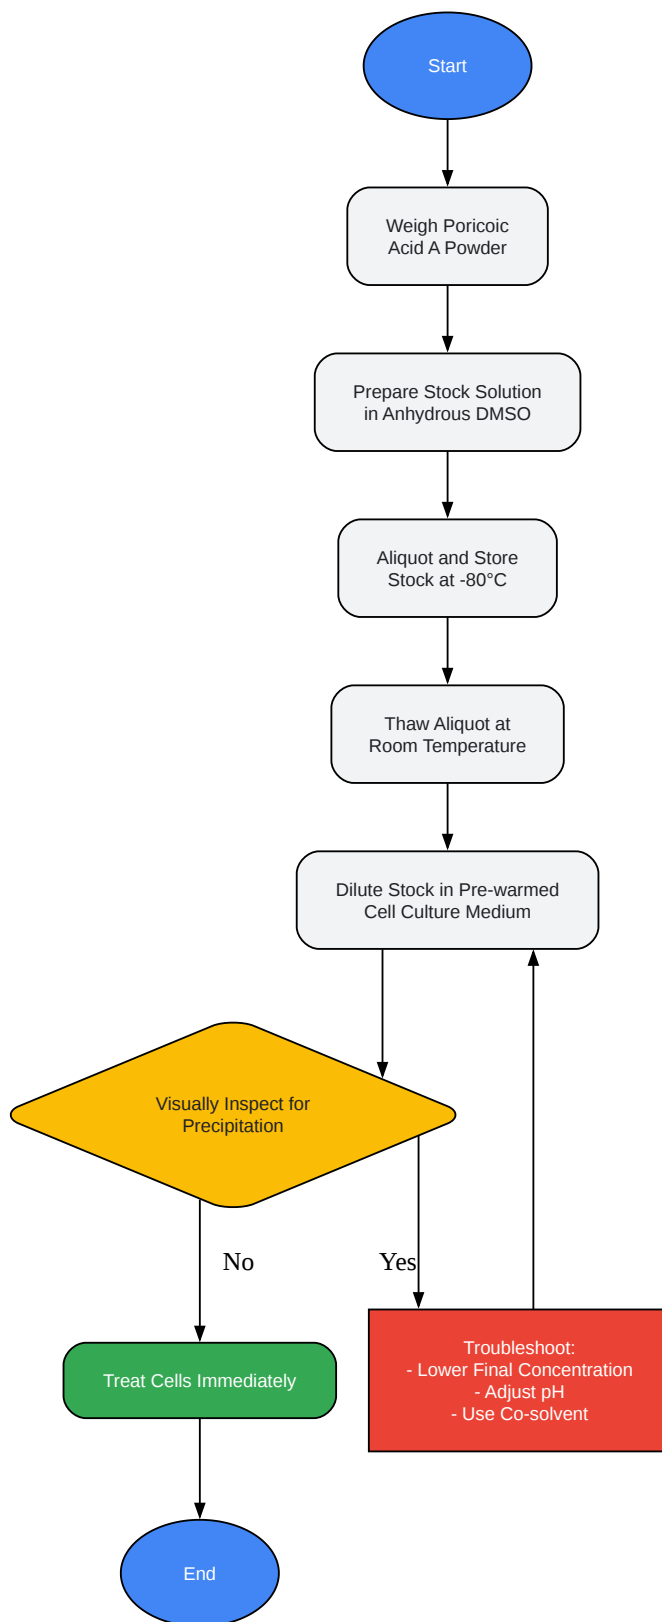 Start
Weigh Poricoic
Acid A Powder
Prepare Stock Solution
in Anhydrous DMSO
Aliquot and Store
Stock at -80°C
Thaw Aliquot at
Room Temperature
Dilute Stock in Pre-warmed
Cell Culture Medium
Visually Inspect for
Precipitation
No
Yes
Troubleshoot:
- Lower Final Concentration
- Adjust pH
- Use Co-solvent
Treat Cells Immediately
End